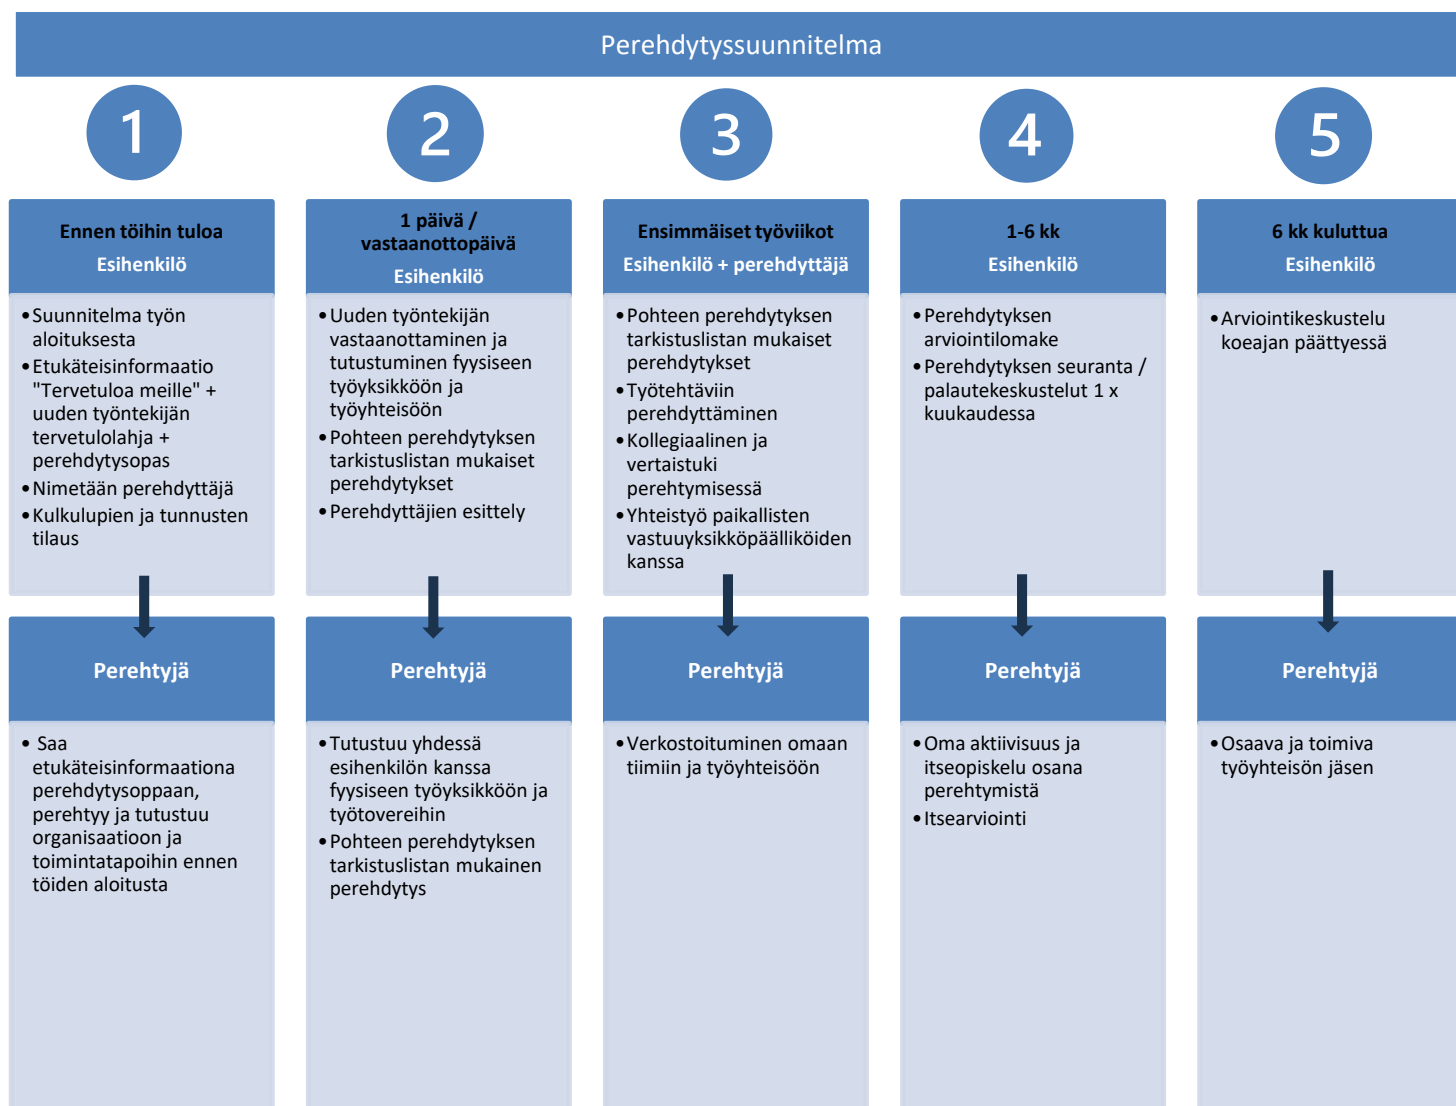 Perehdytyssuunnitelma
1
2
3
4
5
Ennen töihin tuloa
Esihenkilö
•Suunnitelma työn
aloituksesta
•Etukäteisinformaatio
"Tervetuloa meille" +
uuden työntekijän
tervetulolahja +
perehdytysopas
•Nimetään perehdyttäjä
•Kulkulupien ja tunnusten
tilaus
1 päivä /
vastaanottopäivä
Esihenkilö
•Uuden työntekijän
vastaanottaminen ja
tutustuminen fyysiseen
työyksikköön ja
työyhteisöön
•Pohteen perehdytyksen
tarkistuslistan mukaiset
perehdytykset
•Perehdyttäjien esittely
Ensimmäiset työviikot
Esihenkilö + perehdyttäjä
•Pohteen perehdytyksen
tarkistuslistan mukaiset
perehdytykset
•Työtehtäviin
perehdyttäminen
•Kollegiaalinen ja
vertaistuki
perehtymisessä
•Yhteistyö paikallisten
vastuuyksikköpäälliköiden
kanssa
1-6 kk
Esihenkilö
•Perehdytyksen
arviointilomake
•Perehdytyksen seuranta /
palautekeskustelut 1 x
kuukaudessa
6 kk kuluttua
Esihenkilö
•Arviointikeskustelu
koeajan päättyessä
Perehtyjä
• Saa
etukäteisinformaationa
perehdytysoppaan,
perehtyy ja tutustuu
organisaatioon ja
toimintatapoihin ennen
töiden aloitusta
Perehtyjä
•Tutustuu yhdessä
esihenkilön kanssa
fyysiseen työyksikköön ja
työtovereihin
•Pohteen perehdytyksen
tarkistuslistan mukainen
perehdytys
Perehtyjä
•Verkostoituminen omaan
tiimiin ja työyhteisöön
Perehtyjä
•Oma aktiivisuus ja
itseopiskelu osana
perehtymistä
•Itsearviointi
Perehtyjä
•Osaava ja toimiva
työyhteisön jäsen